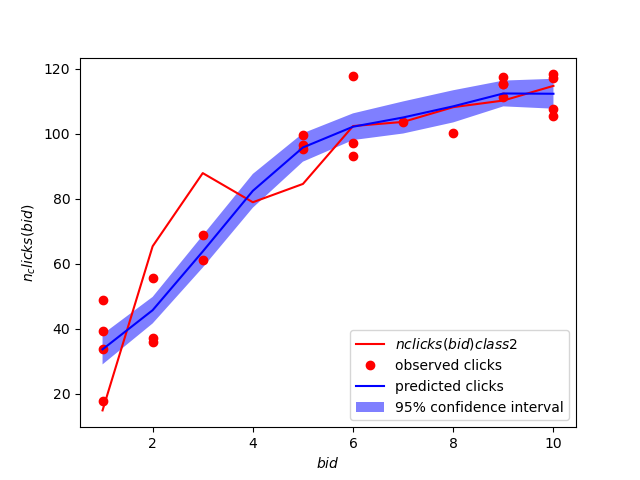 120
100
80
60
40
20
n_clicks(bid)
nclicks(bid)class2
observed clicks
predicted clicks
95% confidence interval
2
4
6
8
10
bid